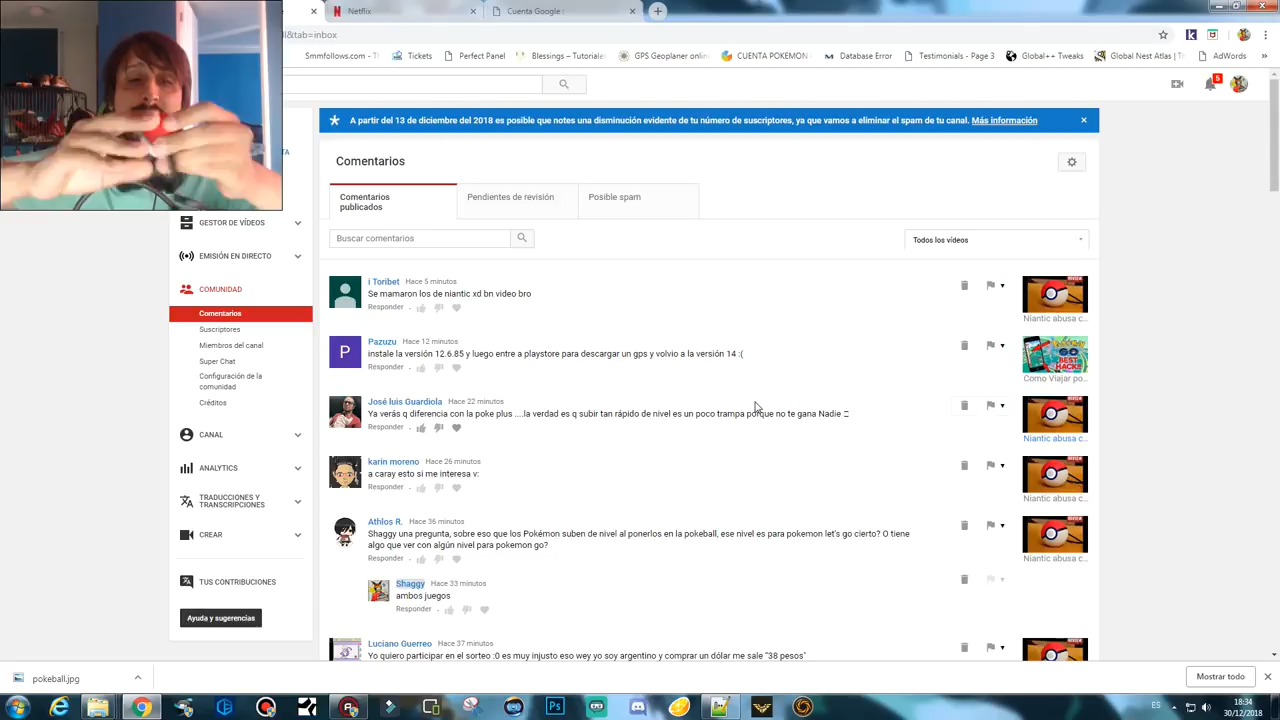 Netflix
Cuenta Google :
ll&tab=inbox
Smmfollows.com - T
Tickets
Perfect Panel
Blessings – Tutoriale
GPS Geoplaner onlin
CUENTA POKEMON
Database Error
Testimonials - Page 3
Global++ Tweaks
Global Nest Atlas | Th
AdWords
5
A partir del 13 de diciembre del 2018 es posible que notes una disminución evidente de tu número de suscriptores, ya que vamos a eliminar el spam de tu canal. Más información
Comentarios
Comentarios publicados
Pendientes de revisión
Posible spam
Buscar comentarios
Todos los vídeos
GESTOR DE VÍDEOS
EMISIÓN EN DIRECTO
COMUNIDAD
Comentarios
Suscriptores
Miembros del canal
Super Chat
Configuración de la
comunidad
Créditos
CANAL
ANALYTICS
TRADUCCIONES Y
TRANSCRIPCIONES
CREAR
TUS CONTRIBUCIONES
Ayuda y sugerencias
i Toribet Hace 5 minutos
Se mamaron los de niantic xd bn video bro
Responder
Niantic abusa c...
P
Pazuzu Hace 12 minutos
instale la versión 12.6.85 y luego entre a playstore para descargar un gps y volvio a la versión 14 :(
Responder
GO
BEST
HACK
Como Viajar po...
José luis Guardiola Hace 22 minutos
Ya verás q diferencia con la poke plus ....la verdad es q subir tan rápido de nivel es un poco trampa porque no te gana Nadie
Responder
Niantic abusa c...
karin moreno Hace 26 minutos
a caray esto si me interesa v:
Responder
Niantic abusa c...
Athlos R. Hace 36 minutos
Shaggy una pregunta, sobre eso que los Pokémon suben de nivel al ponerlos en la pokeball, ese nivel es para pokemon let's go cierto? O tiene
algo que ver con algún nivel para pokemon go?
Responder
Niantic abusa c...
Shaggy Hace 33 minutos
ambos juegos
Responder
Luciano Guerreo Hace 37 minutos
Yo quiero participar en el sorteo :0 es muy injusto eso wey yo soy argentino y comprar un dólar me sale "38 pesos"
pokeball.jpg
Mostrar todo
ES
18:34
30/12/2018